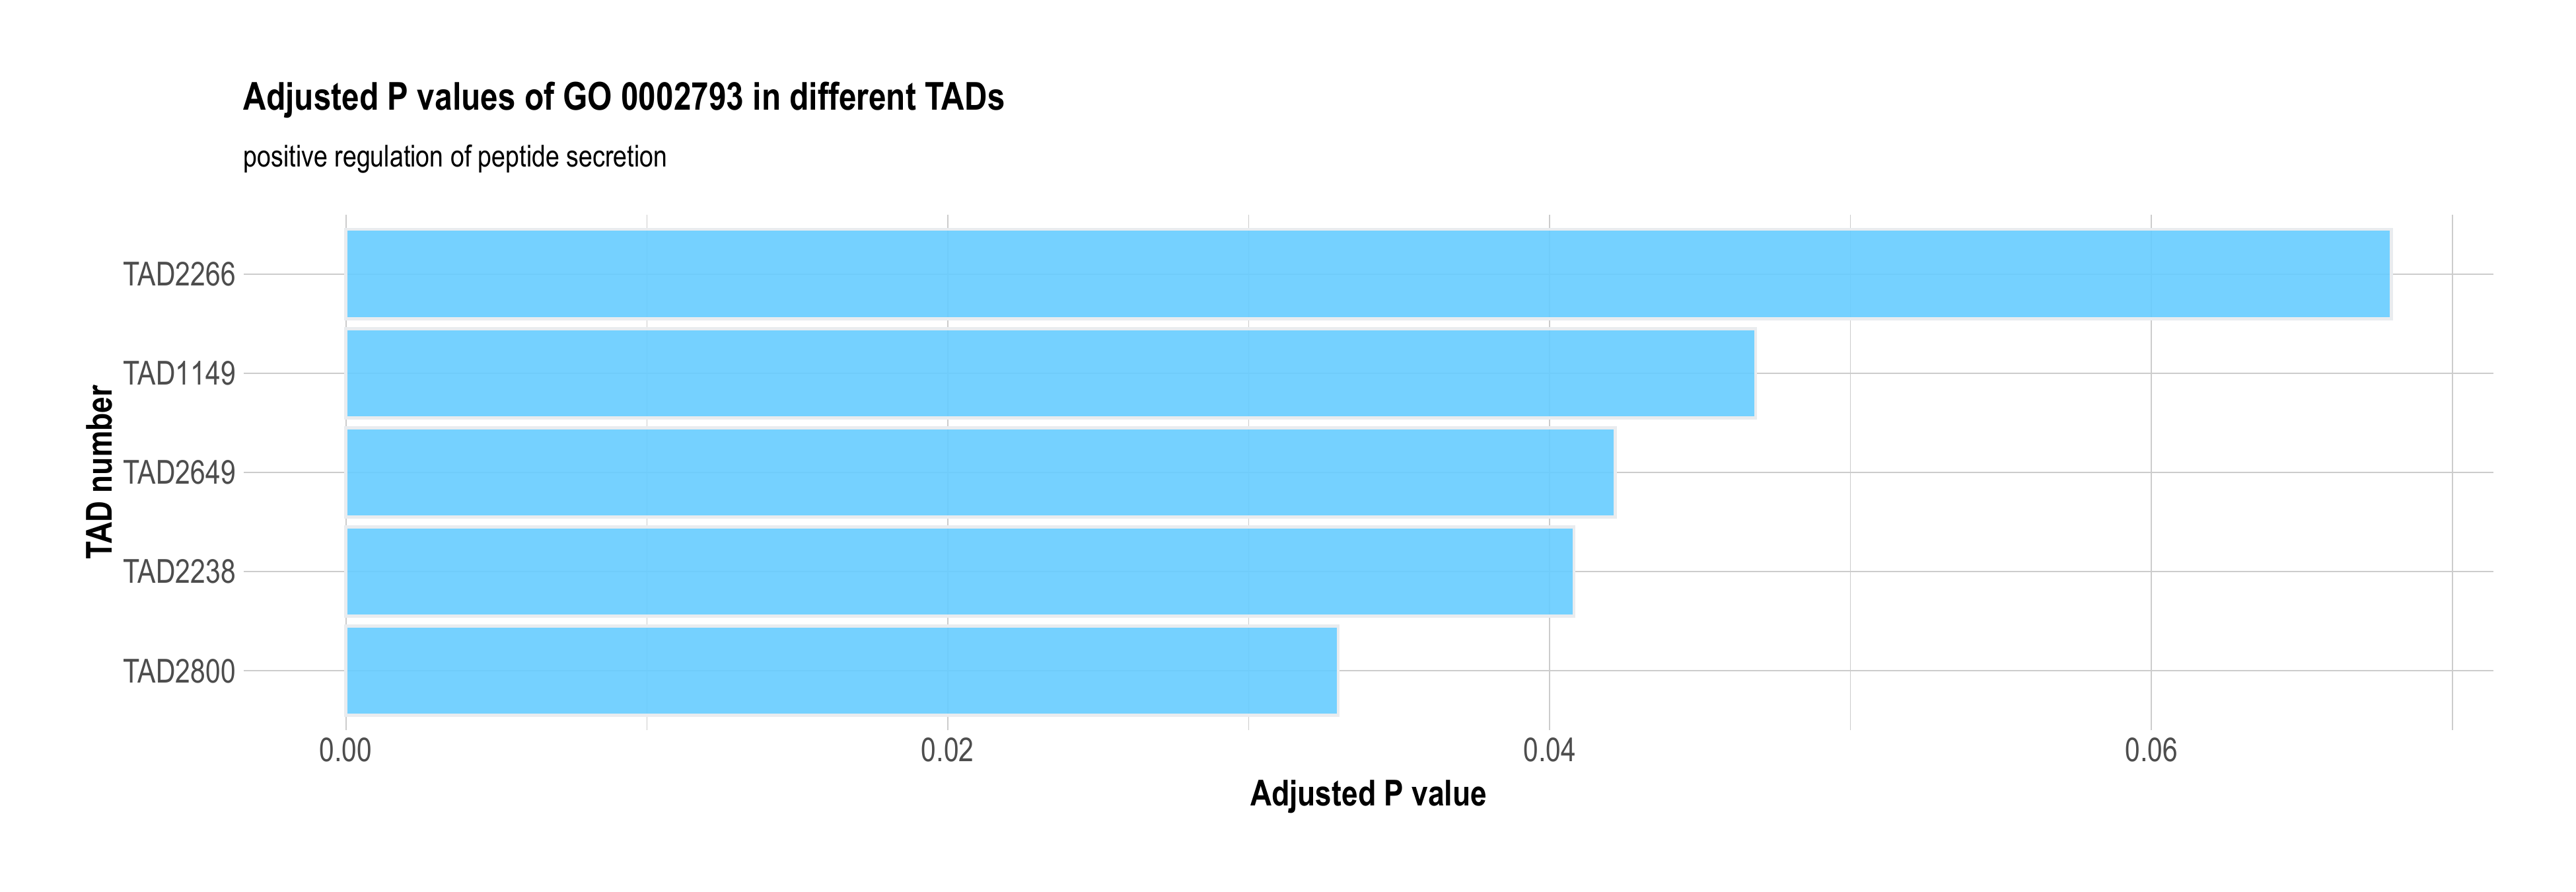 Adjusted P values of GO 0002793 in different TADs
positive regulation of peptide secretion
TAD number
TAD2266
TAD1149
TAD2649
TAD2238
TAD2800
0.00 0.02 0.04 0.06
Adjusted P value